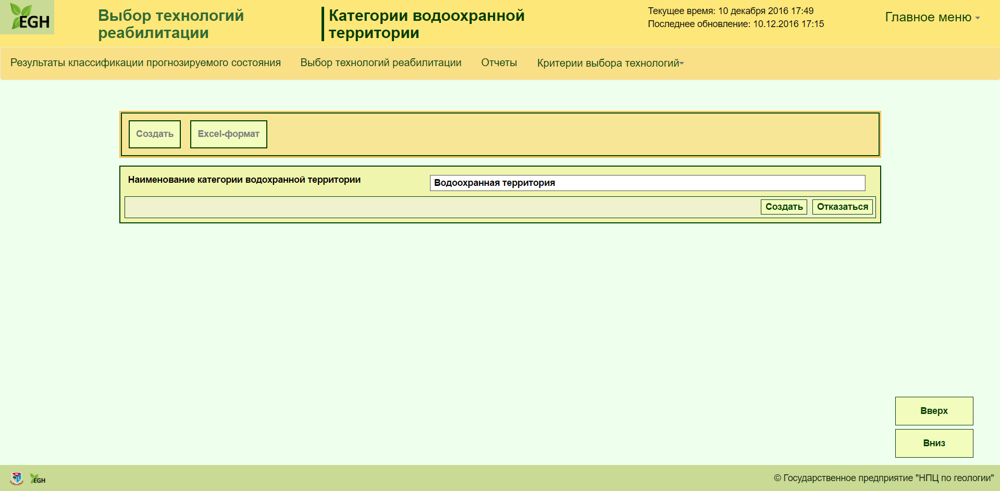 EGH
Выбор технологий
реабилитации
Категории водоохранной
территории
Текущее время: 10 декабря 2016 17:49
Последнее обновление: 10.12.2016 17:15
Главное меню
Результаты классификации прогнозируемого состояния
Выбор технологий реабилитации
Отчеты
Критерии выбора технологий
Создать
Excel-формат
Наименование категории водохранной территории
Водоохранная территория
Создать
Отказаться
Вверх
Вниз
EGH
© Государственное предприятие "НПЦ по геологии"